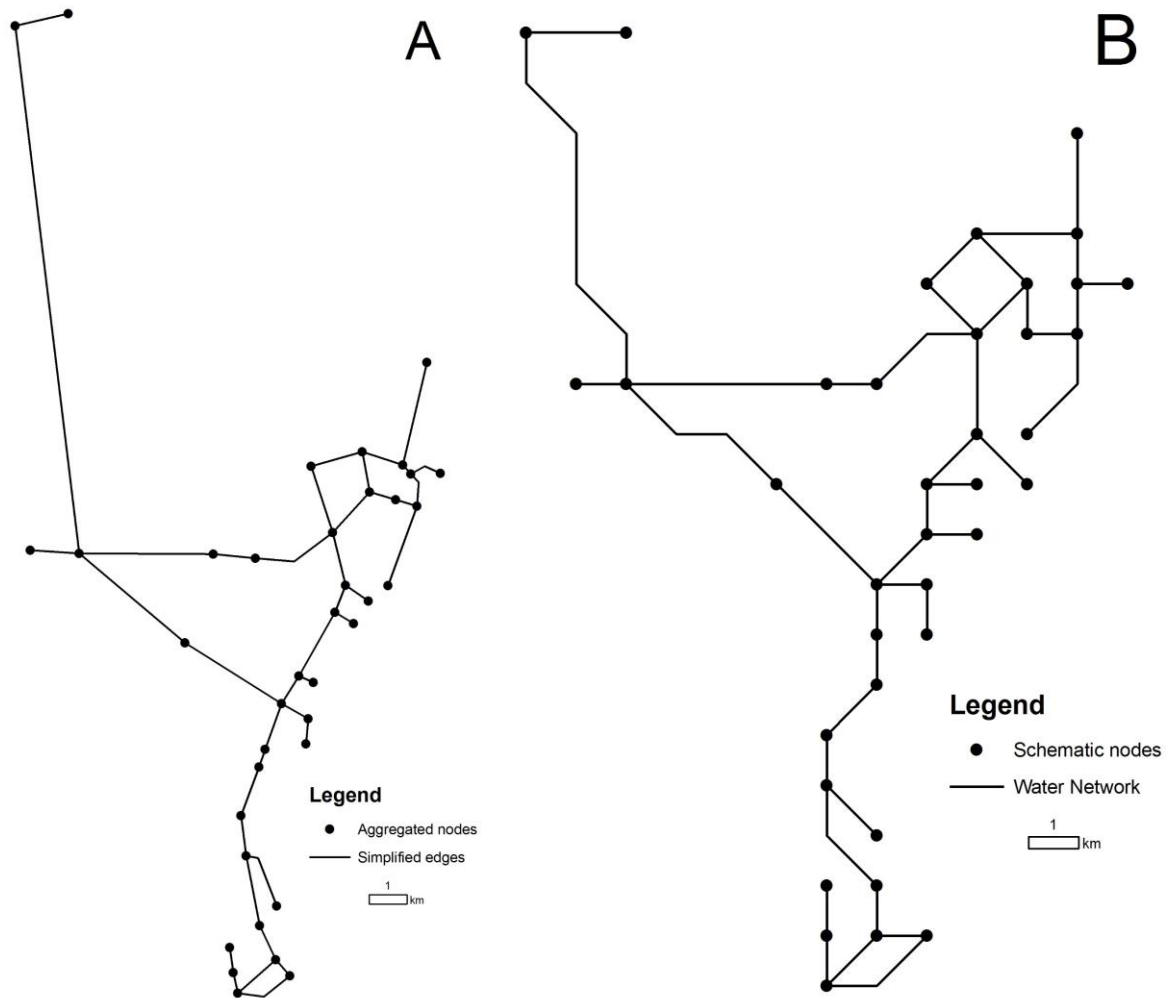 A
Legend
Aggregated nodes
Simplified edges
1
km
B
Legend
Schematic nodes
Water Network
1
km